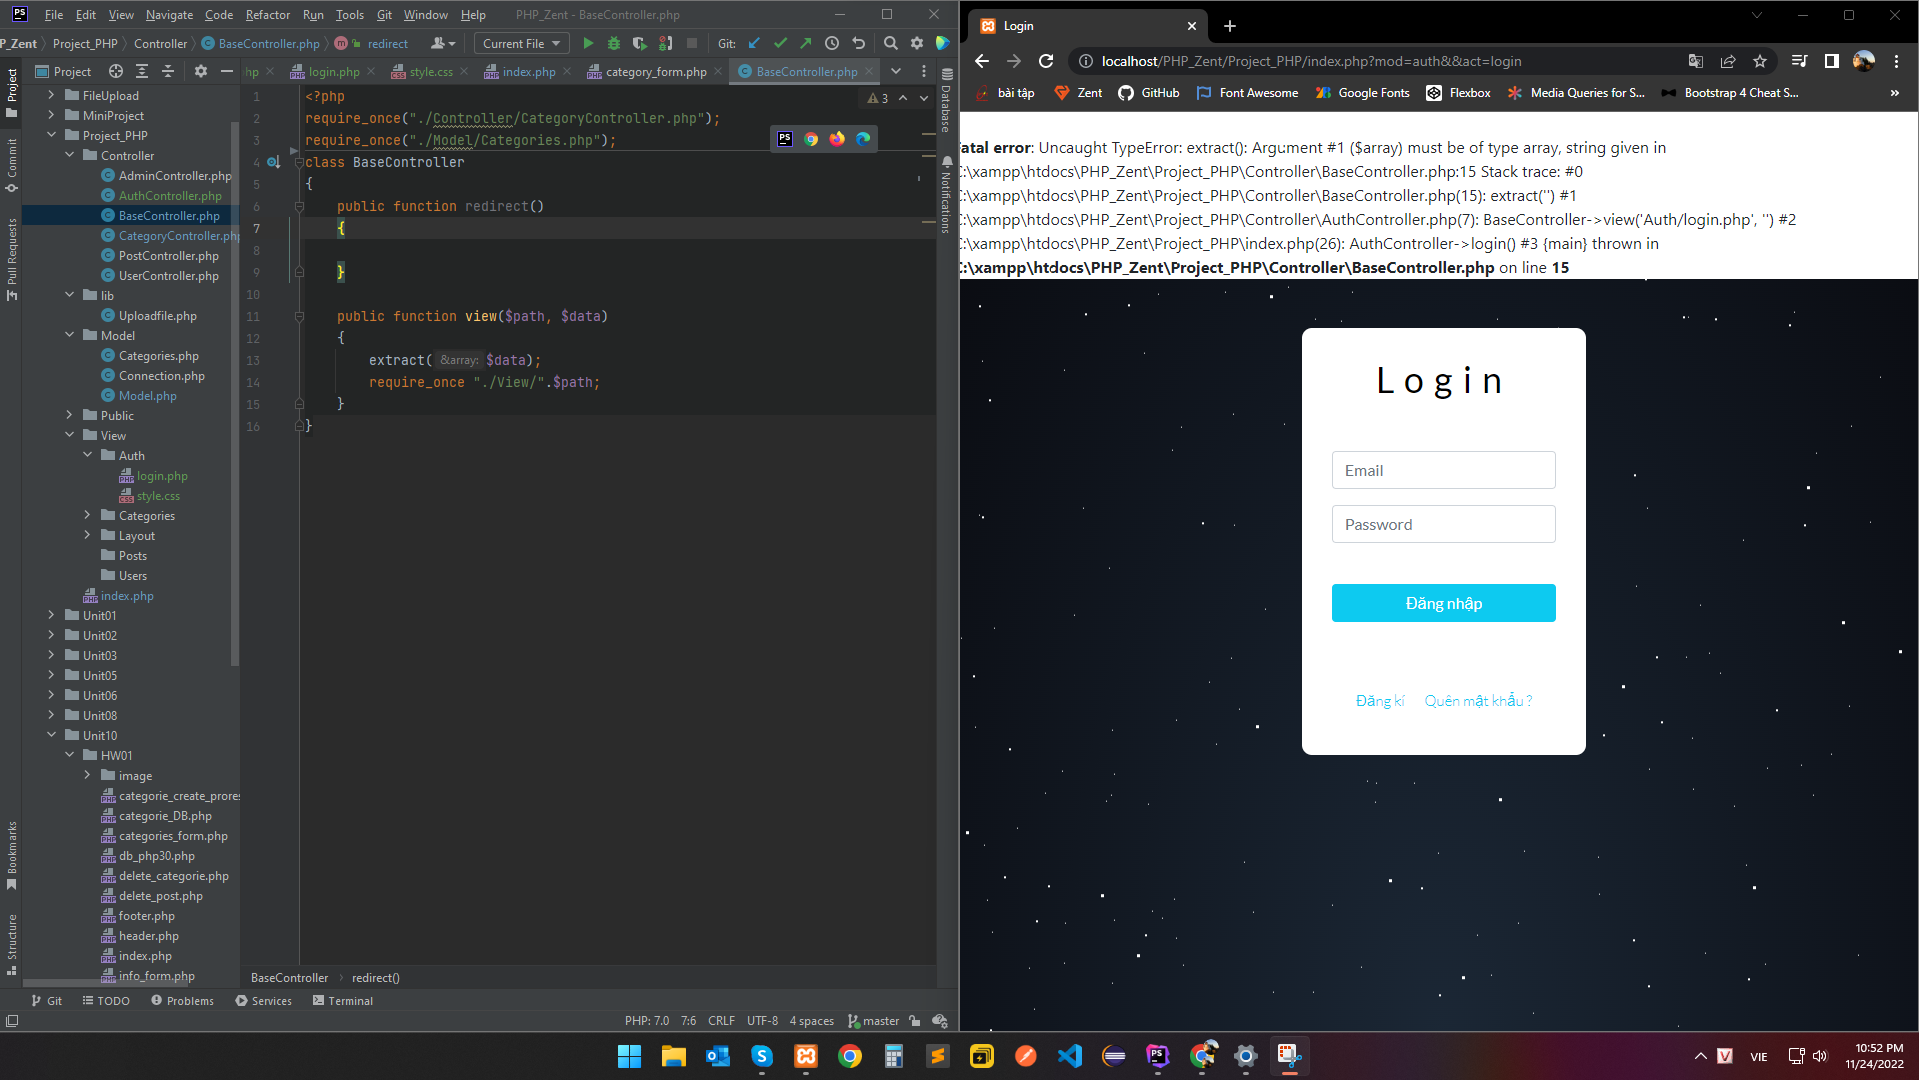 File Edit View Navigate Code Refactor Run Tools Git Window Help PHP_Zent - BaseController.php
P_Zent Project_PHP Controller BaseController.php redirect Current File Git:
Project hp login.php style.css index.php category_form.php BaseController.php
Project
Commit
Pull Requests
Bookmarks
Structure
FileUpload
MiniProject
Project_PHP
Controller
AdminController.php
AuthController.php
BaseController.php
CategoryController.php
PostController.php
UserController.php
lib
Uploadfile.php
Model
Categories.php
Connection.php
Model.php
Public
View
Auth
login.php
style.css
Categories
Layout
Posts
Users
index.php
Unit01
Unit02
Unit03
Unit05
Unit06
Unit08
Unit10
HW01
image
categorie_create_prores
categorie_DB.php
categories_form.php
db_php30.php
delete_categorie.php
delete_post.php
footer.php
header.php
index.php
info_form.php
1 <?php
2 require_once("./Controller/CategoryController.php");
3 require_once("./Model/Categories.php");
4 class BaseController
5 {
6 public function redirect()
7 {
8
9 }
10
11 public function view($path, $data)
12 {
13 extract( &array: $data);
14 require_once "./View/".$path;
15 }
16 }
3
Database
Notifications
BaseController redirect()
Git TODO Problems Services Terminal
PHP: 7.0 7:6 CRLF UTF-8 4 spaces master
Login
localhost/PHP_Zent/Project_PHP/index.php?mod=auth&&act=login
bài tập Zent GitHub Font Awesome Google Fonts Flexbox Media Queries for S... Bootstrap 4 Cheat S... »
Fatal error: Uncaught TypeError: extract(): Argument #1 ($array) must be of type array, string given in
C:\xampp\htdocs\PHP_Zent\Project_PHP\Controller\BaseController.php:15 Stack trace: #0
C:\xampp\htdocs\PHP_Zent\Project_PHP\Controller\BaseController.php(15): extract('') #1
C:\xampp\htdocs\PHP_Zent\Project_PHP\Controller\AuthController.php(7): BaseController->view('Auth/login.php', '') #2
C:\xampp\htdocs\PHP_Zent\Project_PHP\index.php(26): AuthController->login() #3 {main} thrown in
C:\xampp\htdocs\PHP_Zent\Project_PHP\Controller\BaseController.php on line 15
Login
Email
Password
Đăng nhập
Đăng kí Quên mật khẩu ?
VIE
10:52 PM
11/24/2022